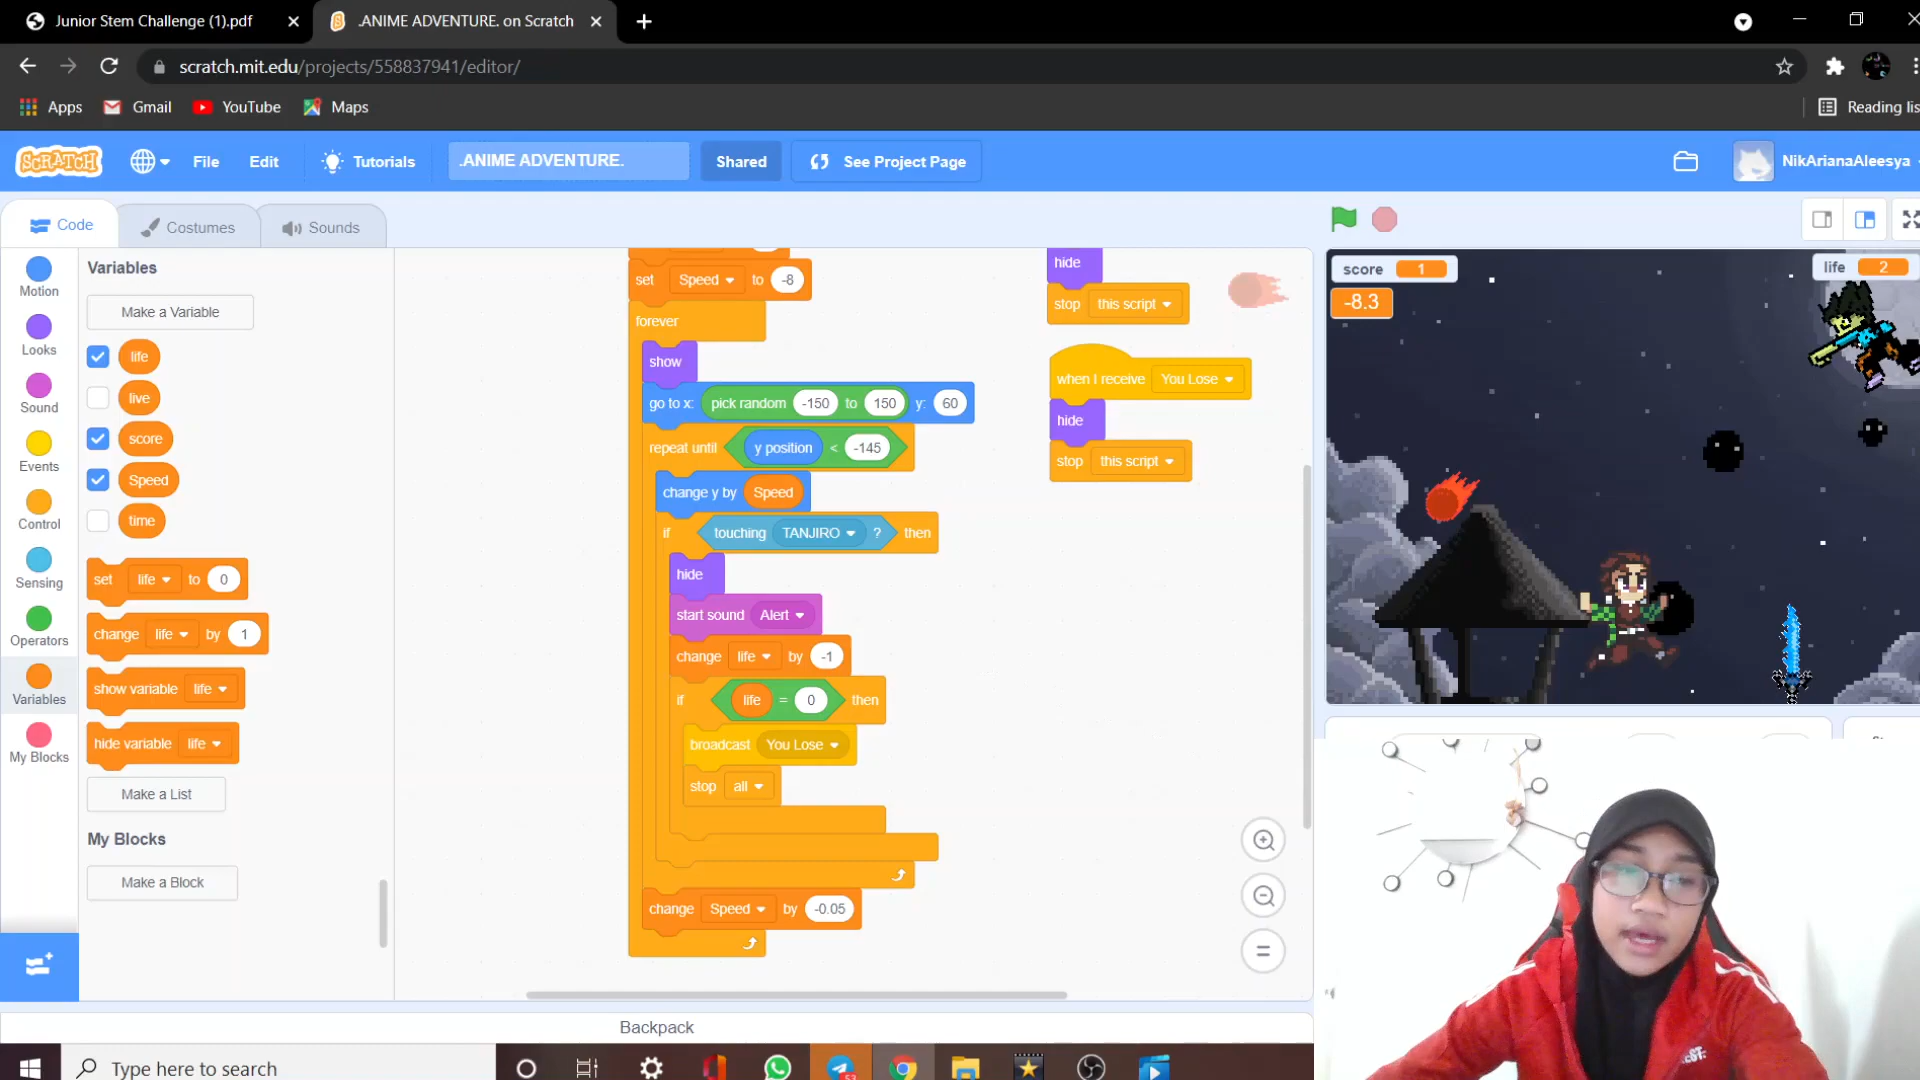 Junior Stem Challenge (1).pdf
.ANIME ADVENTURE. on Scratch
scratch.mit.edu/projects/558837941/editor/
Apps
Gmail
YouTube
Maps
Reading lis
SCRATCH
File
Edit
Tutorials
.ANIME ADVENTURE.
Shared
See Project Page
NikArianaAleesya
Code
Costumes
Sounds
Motion
Looks
Sound
Events
Control
Sensing
Operators
Variables
My Blocks
Variables
Make a Variable
life
live
score
Speed
time
set life to 0
change life by 1
show variable life
hide variable life
Make a List
My Blocks
Make a Block
set Speed to -8
forever
show
go to x: pick random -150 to 150 y: 60
repeat until y position < -145
change y by Speed
if touching TANJIRO ? then
hide
start sound Alert
change life by -1
if life = 0 then
broadcast You Lose
stop all
change Speed by -0.05
hide
stop this script
when I receive You Lose
hide
stop this script
score 1
life 2
-8.3
Backpack
Type here to search
53